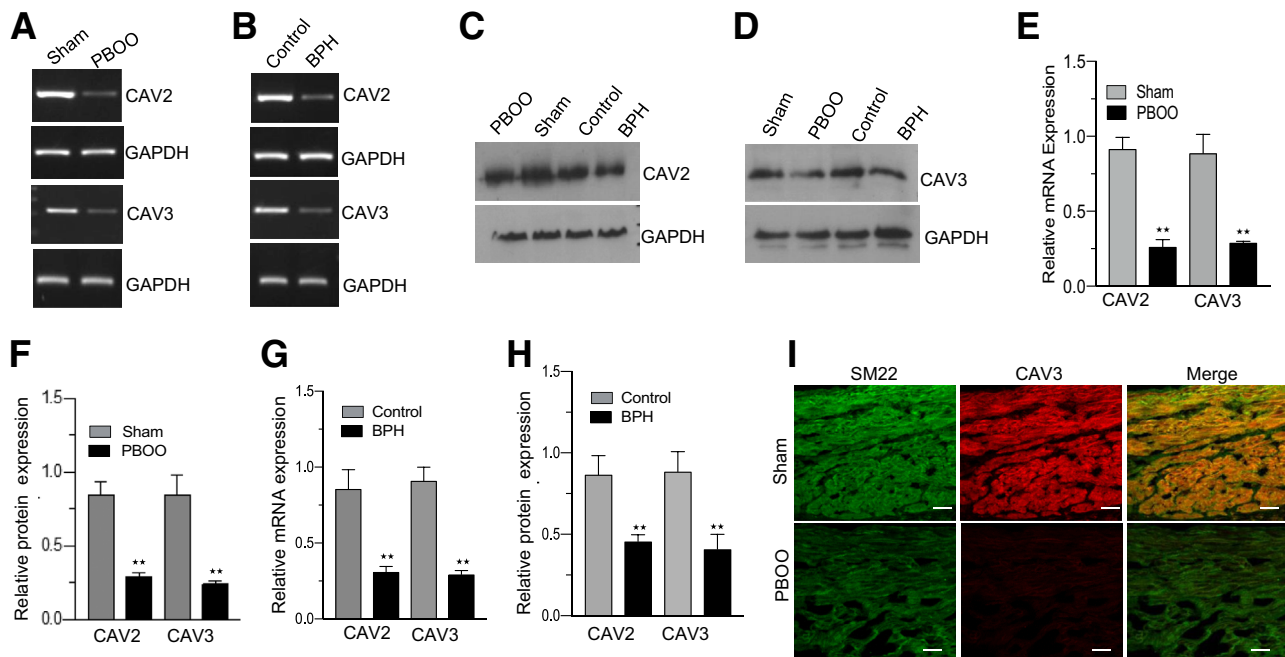 A
Sham
PBOO
CAV2
GAPDH
CAV3
GAPDH
B
Control
BPH
CAV2
GAPDH
CAV3
GAPDH
C
PBOO
Sham
Control
BPH
CAV2
GAPDH
D
Sham
PBOO
Control
BPH
CAV3
GAPDH
E
Relative mRNA Expression
1.5
1.0
0.5
0.0
Sham
PBOO
★★
★★
CAV2
CAV3
F
Relative protein expression
1.5
1.0
0.5
0.0
Sham
PBOO
★★
★★
CAV2
CAV3
G
Relative mRNA expression
1.5
1.0
0.5
0.0
Control
BPH
★★
★★
CAV2
CAV3
H
Relative protein expression
1.5
1.0
0.5
0.0
Control
BPH
★★
★★
CAV2
CAV3
I
SM22
CAV3
Merge
Sham
PBOO